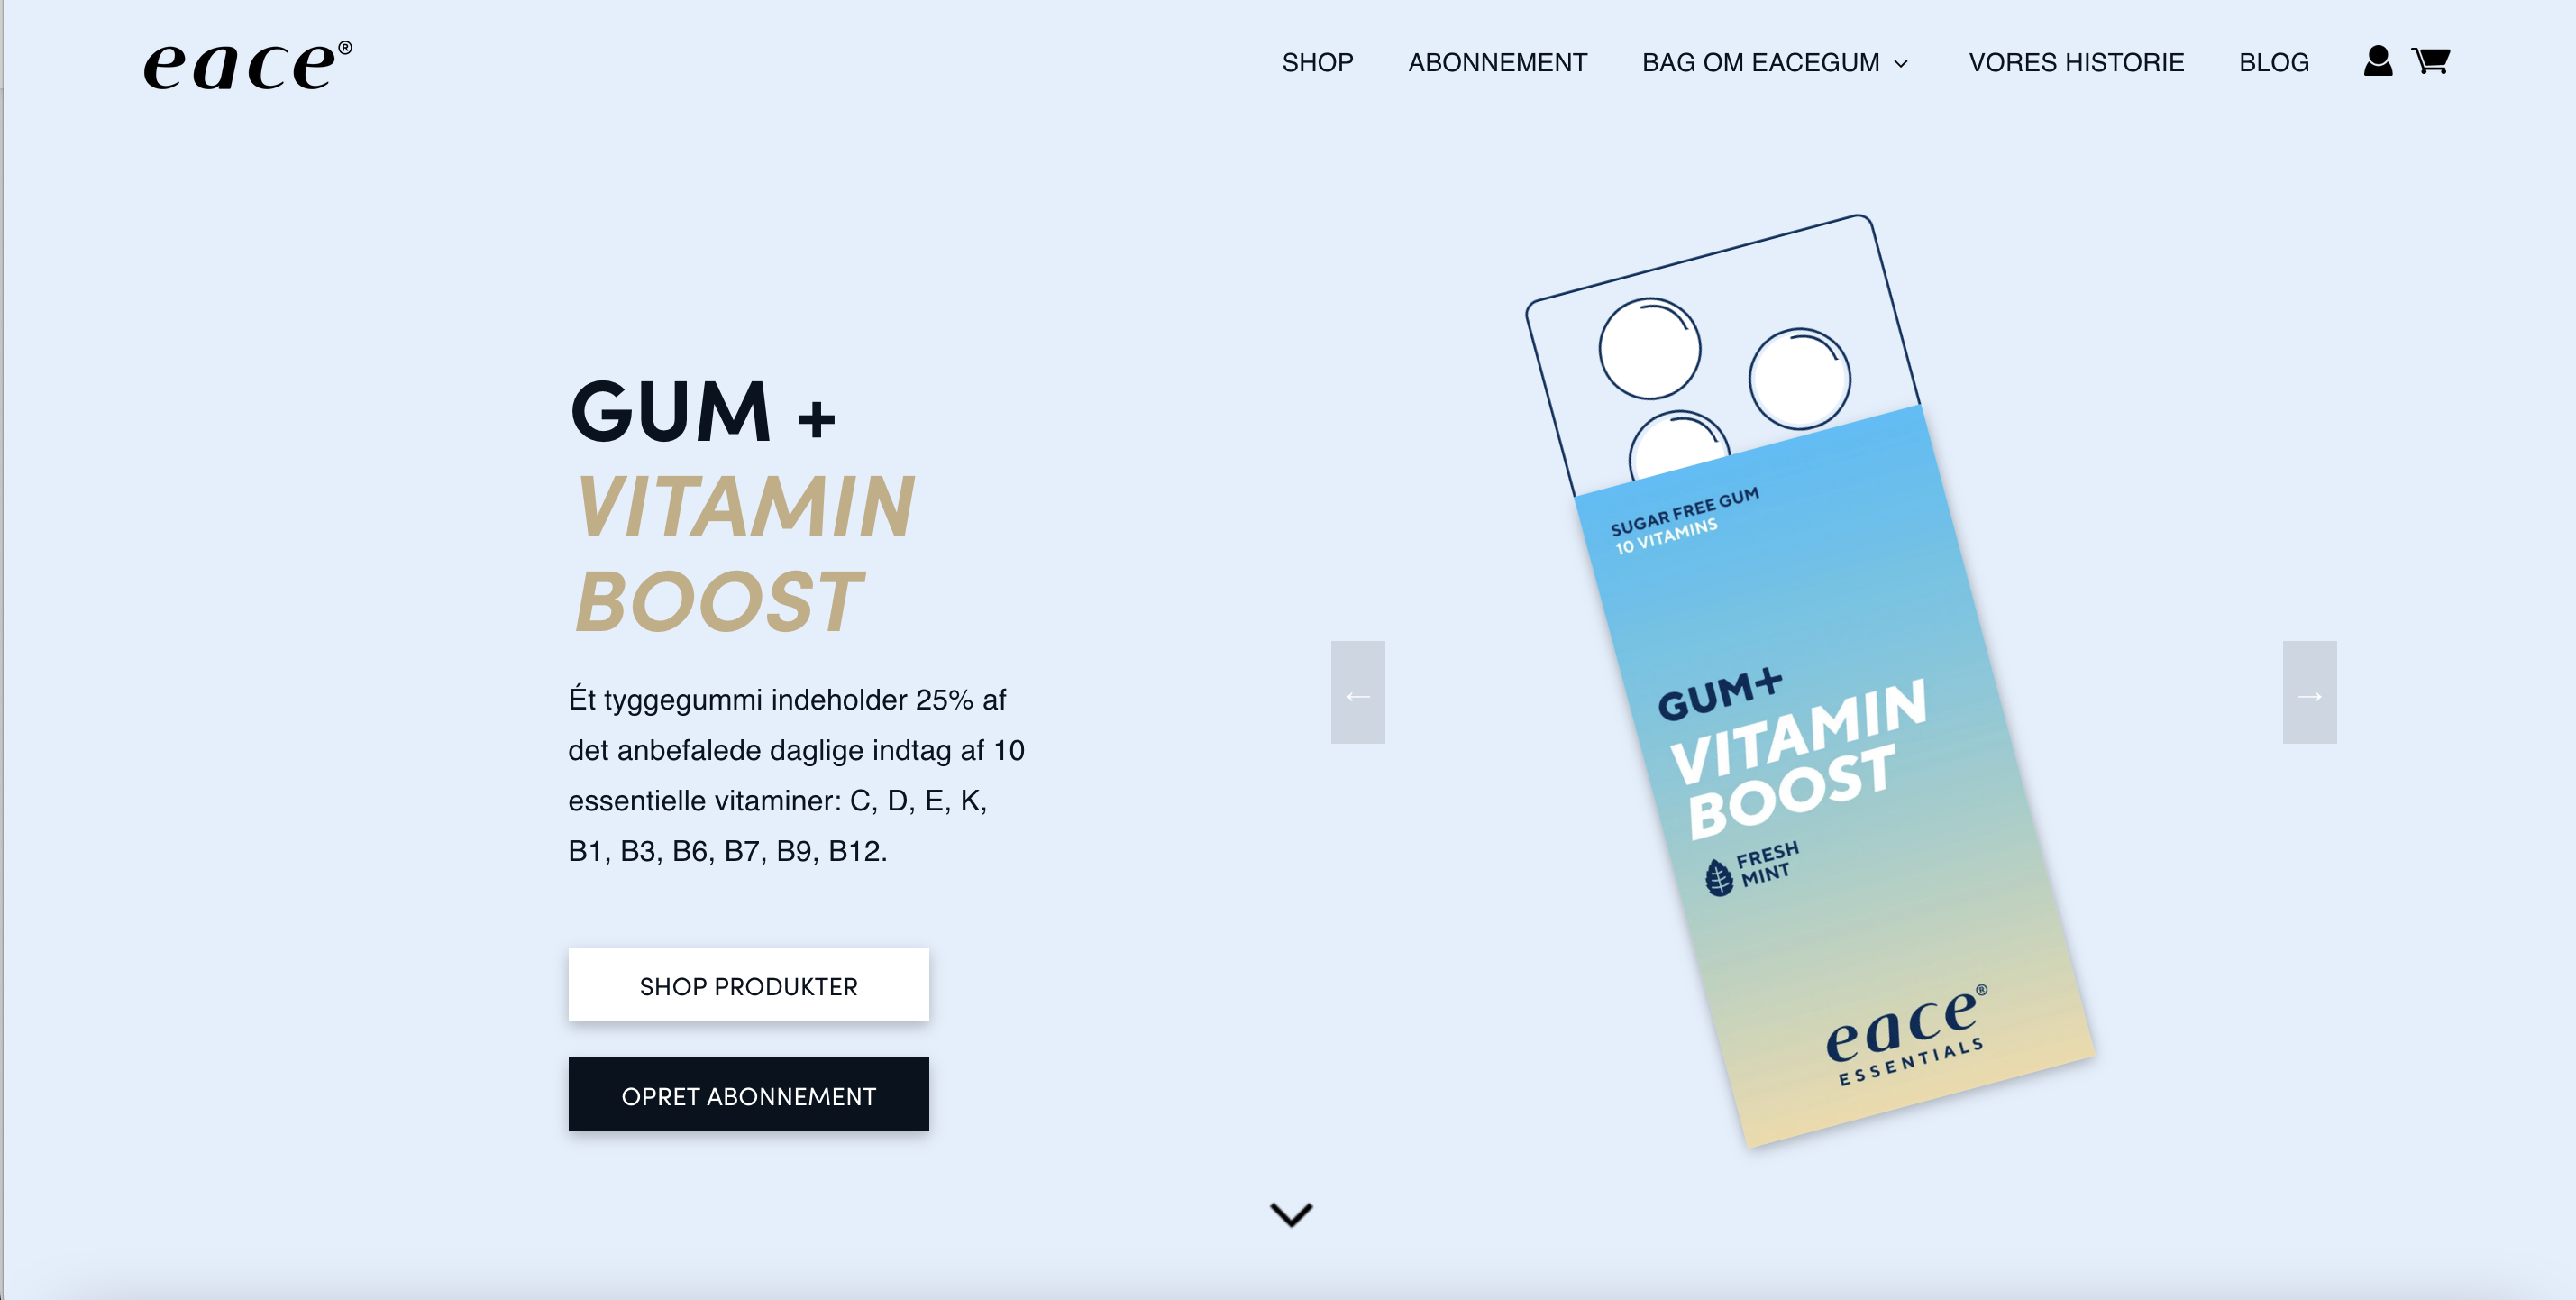 eace®
SHOP
ABONNEMENT
BAG OM EACEGUM
VORES HISTORIE
BLOG
GUM +
VITAMIN
BOOST
Ét tyggegummi indeholder 25% af
det anbefalede daglige indtag af 10
essentielle vitaminer: C, D, E, K,
B1, B3, B6, B7, B9, B12.
SHOP PRODUKTER
OPRET ABONNEMENT
←
→
SUGAR FREE GUM
10 VITAMINS
GUM+
VITAMIN
BOOST
FRESH
MINT
eace®
ESSENTIALS